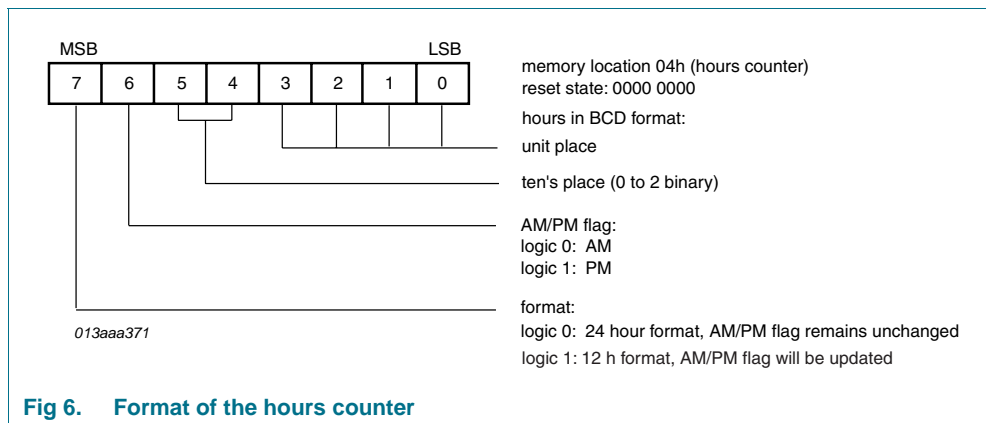 MSB LSB
7 6 5 4 3 2 1 0
memory location 04h (hours counter)
reset state: 0000 0000
hours in BCD format:
unit place
ten's place (0 to 2 binary)
AM/PM flag:
logic 0: AM
logic 1: PM
format:
logic 0: 24 hour format, AM/PM flag remains unchanged
logic 1: 12 h format, AM/PM flag will be updated
013aaa371
Fig 6. Format of the hours counter